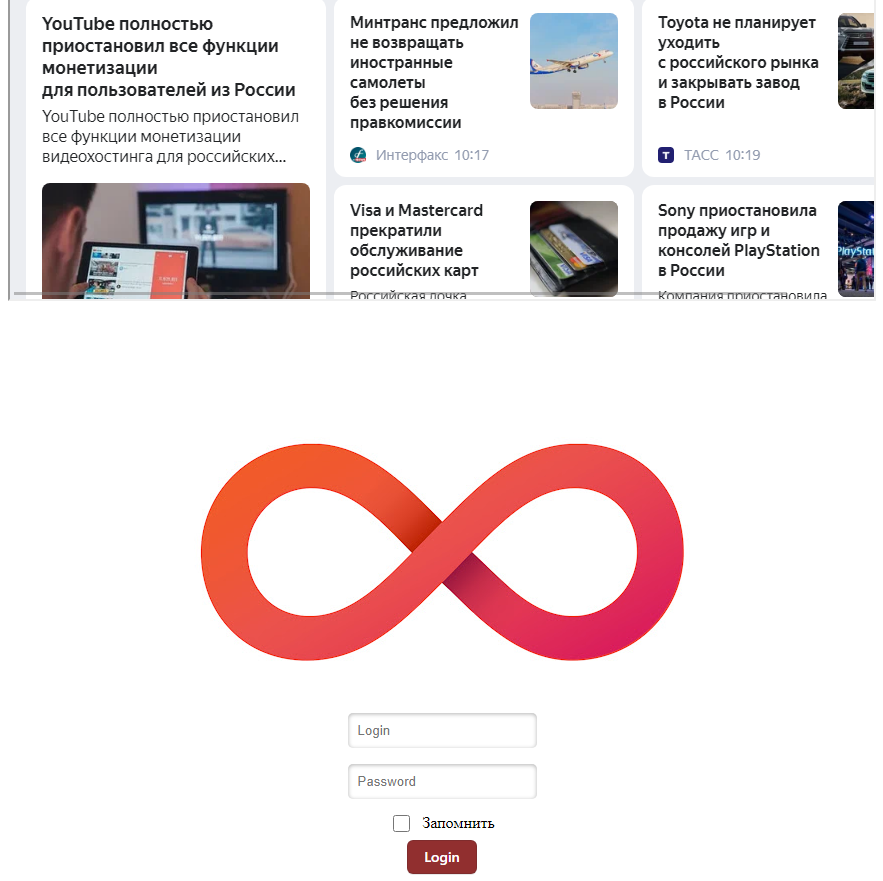 YouTube полностью
приостановил все функции
монетизации
для пользователей из России
YouTube полностью приостановил
все функции монетизации
видеохостинга для российских...
Минтранс предложил
не возвращать
иностранные
самолеты
без решения
правкомиссии
Интерфакс 10:17
Toyota не планирует
уходить
с российского рынка
и закрывать завод
в России
Т ТАСС 10:19
Visa и Mastercard
прекратили
обслуживание
российских карт
Российская дочка
Sony приостановила
продажу игр и
консолей PlayStation
в России
Компания приостановила
PlayStat
Login
Password
Запомнить
Login